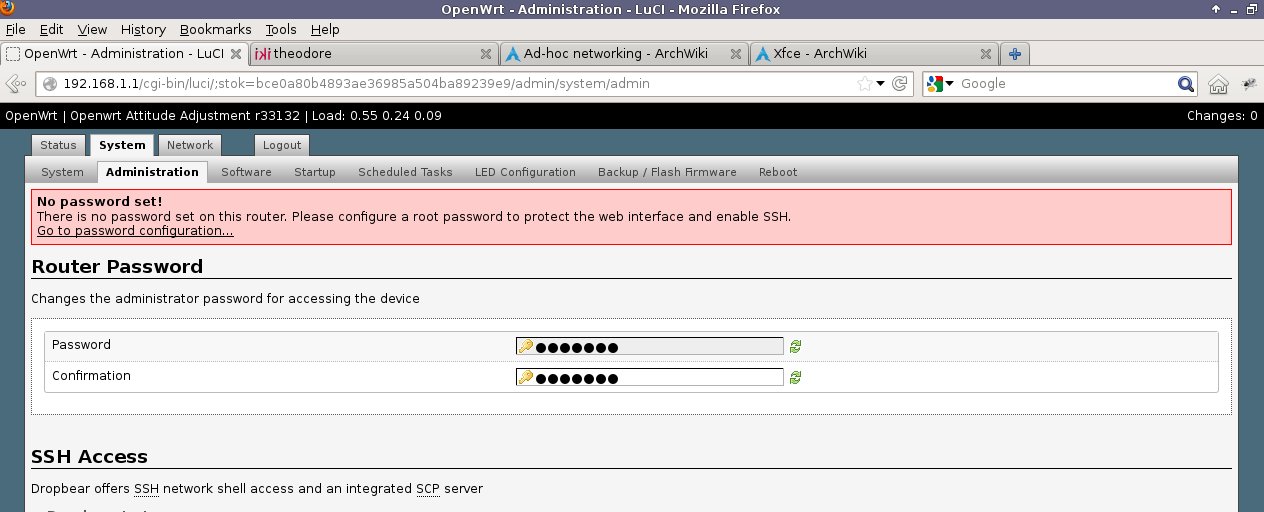 OpenWrt - Administration - LuCI - Mozilla Firefox
File Edit View History Bookmarks Tools Help
OpenWrt - Administration - LuCI theodore Ad-hoc networking - ArchWiki Xfce - ArchWiki
192.168.1.1/cgi-bin/luci/;stok=bce0a80b4893ae36985a504ba89239e9/admin/system/admin Google
OpenWrt | Openwrt Attitude Adjustment r33132 | Load: 0.55 0.24 0.09 Changes: 0
Status System Network Logout
System Administration Software Startup Scheduled Tasks LED Configuration Backup / Flash Firmware Reboot
No password set!
There is no password set on this router. Please configure a root password to protect the web interface and enable SSH.
Go to password configuration...
Router Password
Changes the administrator password for accessing the device
Password ●●●●●●●
Confirmation ●●●●●●●
SSH Access
Dropbear offers SSH network shell access and an integrated SCP server